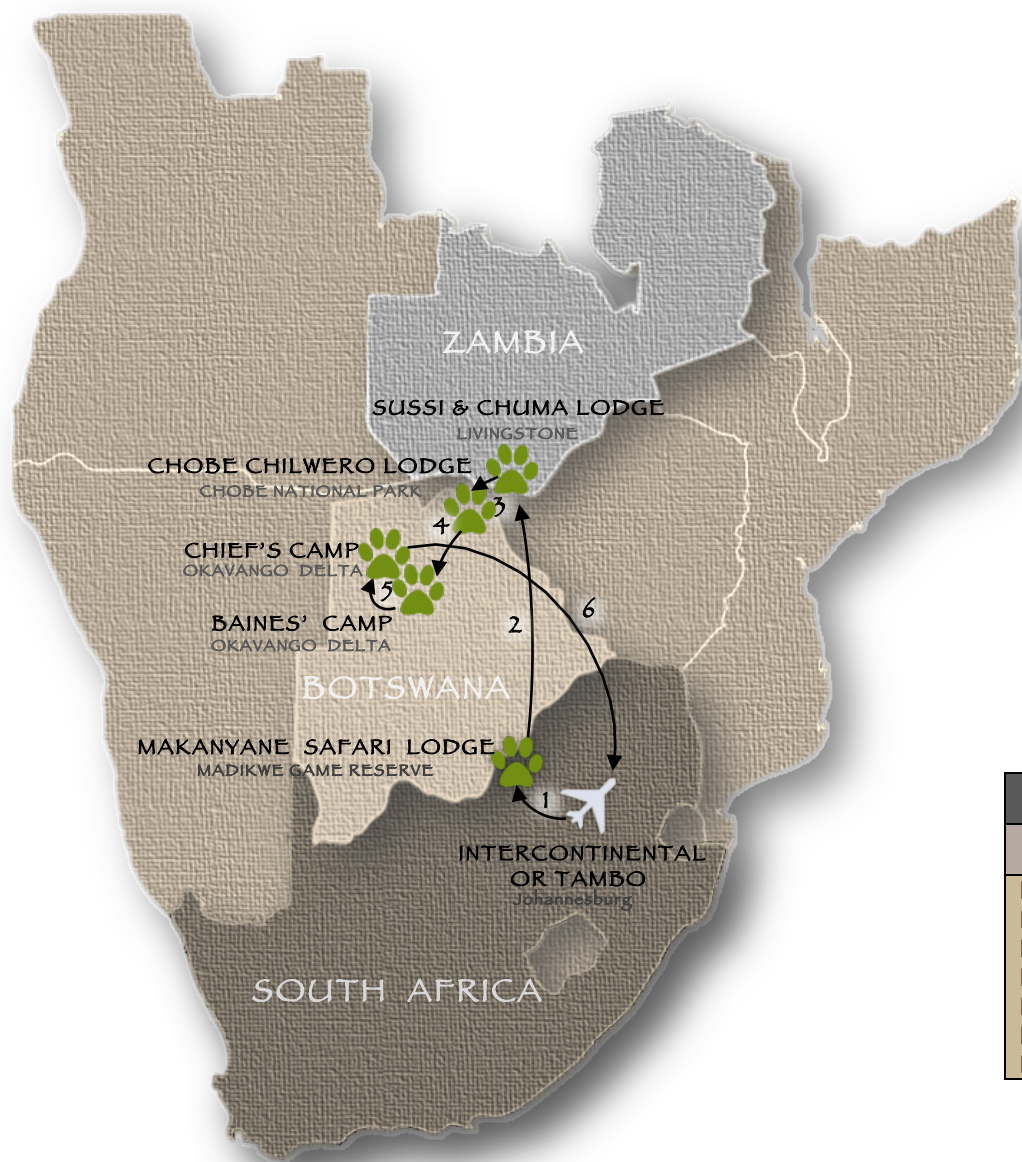 ZAMBIA
SUSSI & CHUMA LODGE
LIVINGSTONE
CHOBE CHILWERO LODGE
CHOBE NATIONAL PARK
3
4
CHIEF'S CAMP
OKAVANGO DELTA
5
6
BAINES' CAMP
2
OKAVANGO DELTA
BOTSWANA
MAKANYANE SAFARI LODGE
MADIKWE GAME RESERVE
1
INTERCONTINENTAL
OR TAMBO
Johannesburg
SOUTH AFRICA